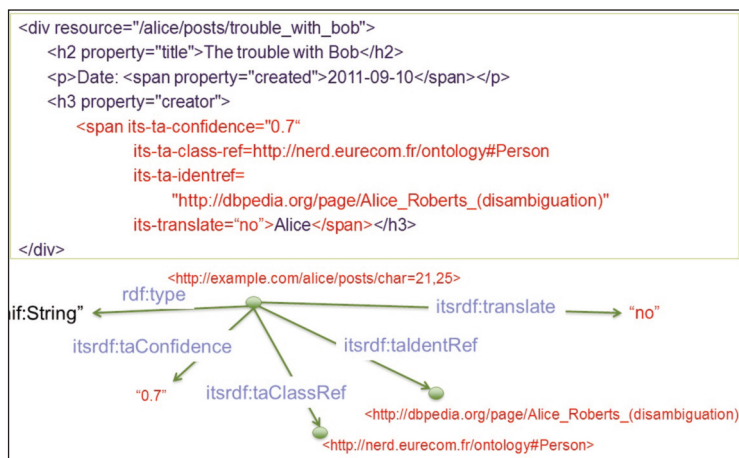 <div resource="/alice/posts/trouble_with_bob">
<h2 property="title">The trouble with Bob</h2>
<p>Date: <span property="created">2011-09-10</span></p>
<h3 property="creator">
<span its-ta-confidence="0.7“
its-ta-class-ref=http://nerd.eurecom.fr/ontology#Person
its-ta-identref=
"http://dbpedia.org/page/Alice_Roberts_(disambiguation)"
its-translate=“no”>Alice</span></h3>
</div>
<http://example.com/alice/posts/char=21,25>
rdf:type
itsrdf:translate
nif:String”
“no”
itsrdf:taConfidence
itsrdf:taIdentRef
“0.7”
itsrdf:taClassRef
<http://dbpedia.org/page/Alice_Roberts_(disambiguation)
<http://nerd.eurecom.fr/ontology#Person>